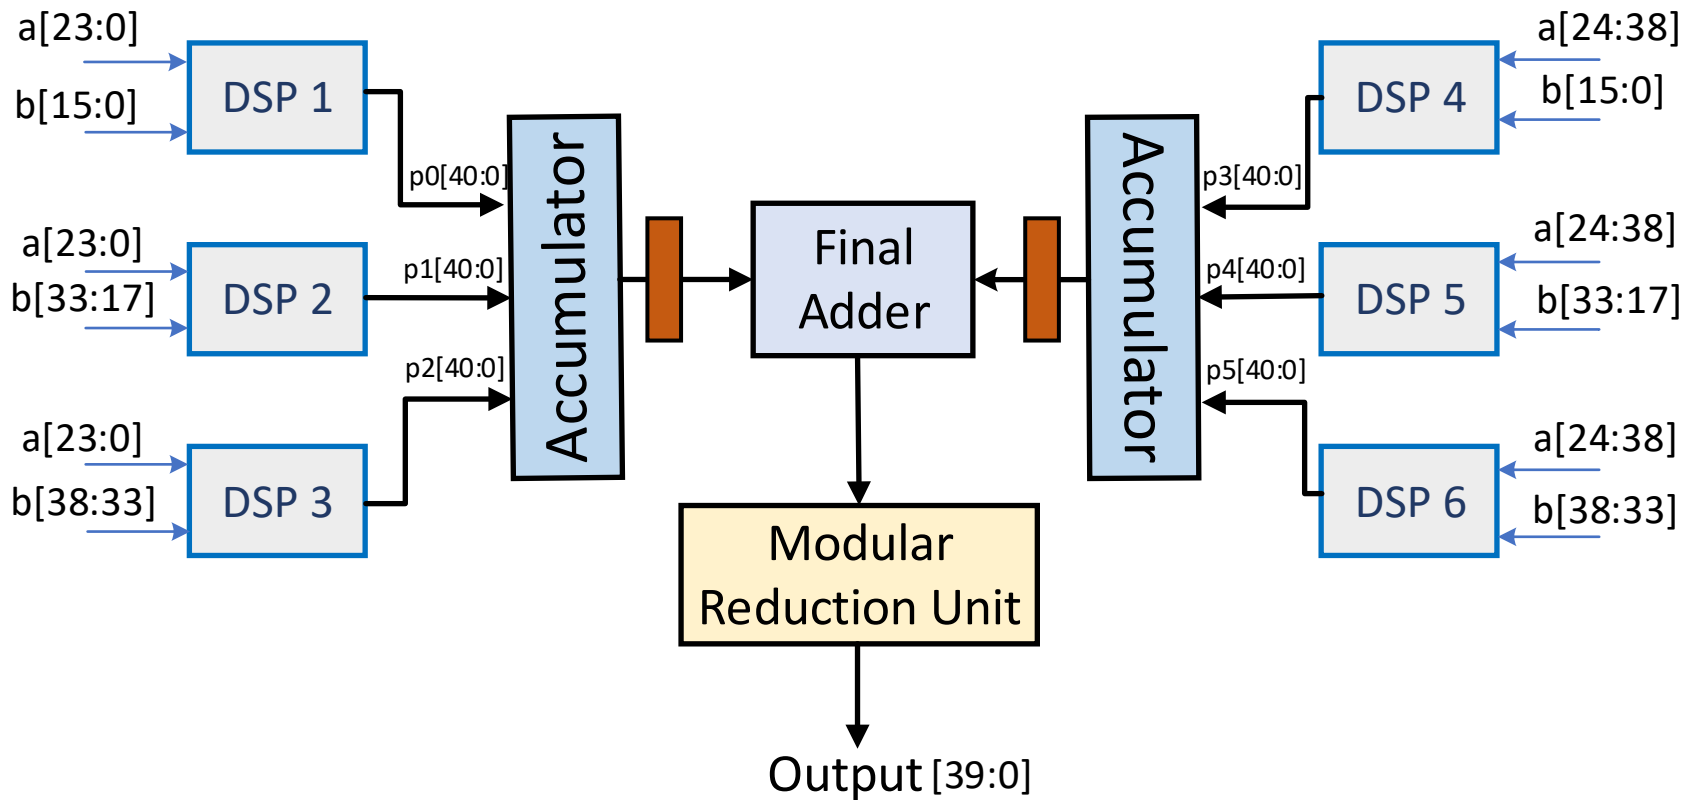 a[23:0]
b[15:0]
DSP 1
p0[40:0]
a[23:0]
b[33:17]
DSP 2
p1[40:0]
a[23:0]
b[38:33]
DSP 3
p2[40:0]
Accumulator
Final
Adder
Modular
Reduction Unit
Output [39:0]
Accumulator
a[24:38]
b[15:0]
DSP 4
p3[40:0]
a[24:38]
b[33:17]
DSP 5
p4[40:0]
a[24:38]
b[38:33]
DSP 6
p5[40:0]